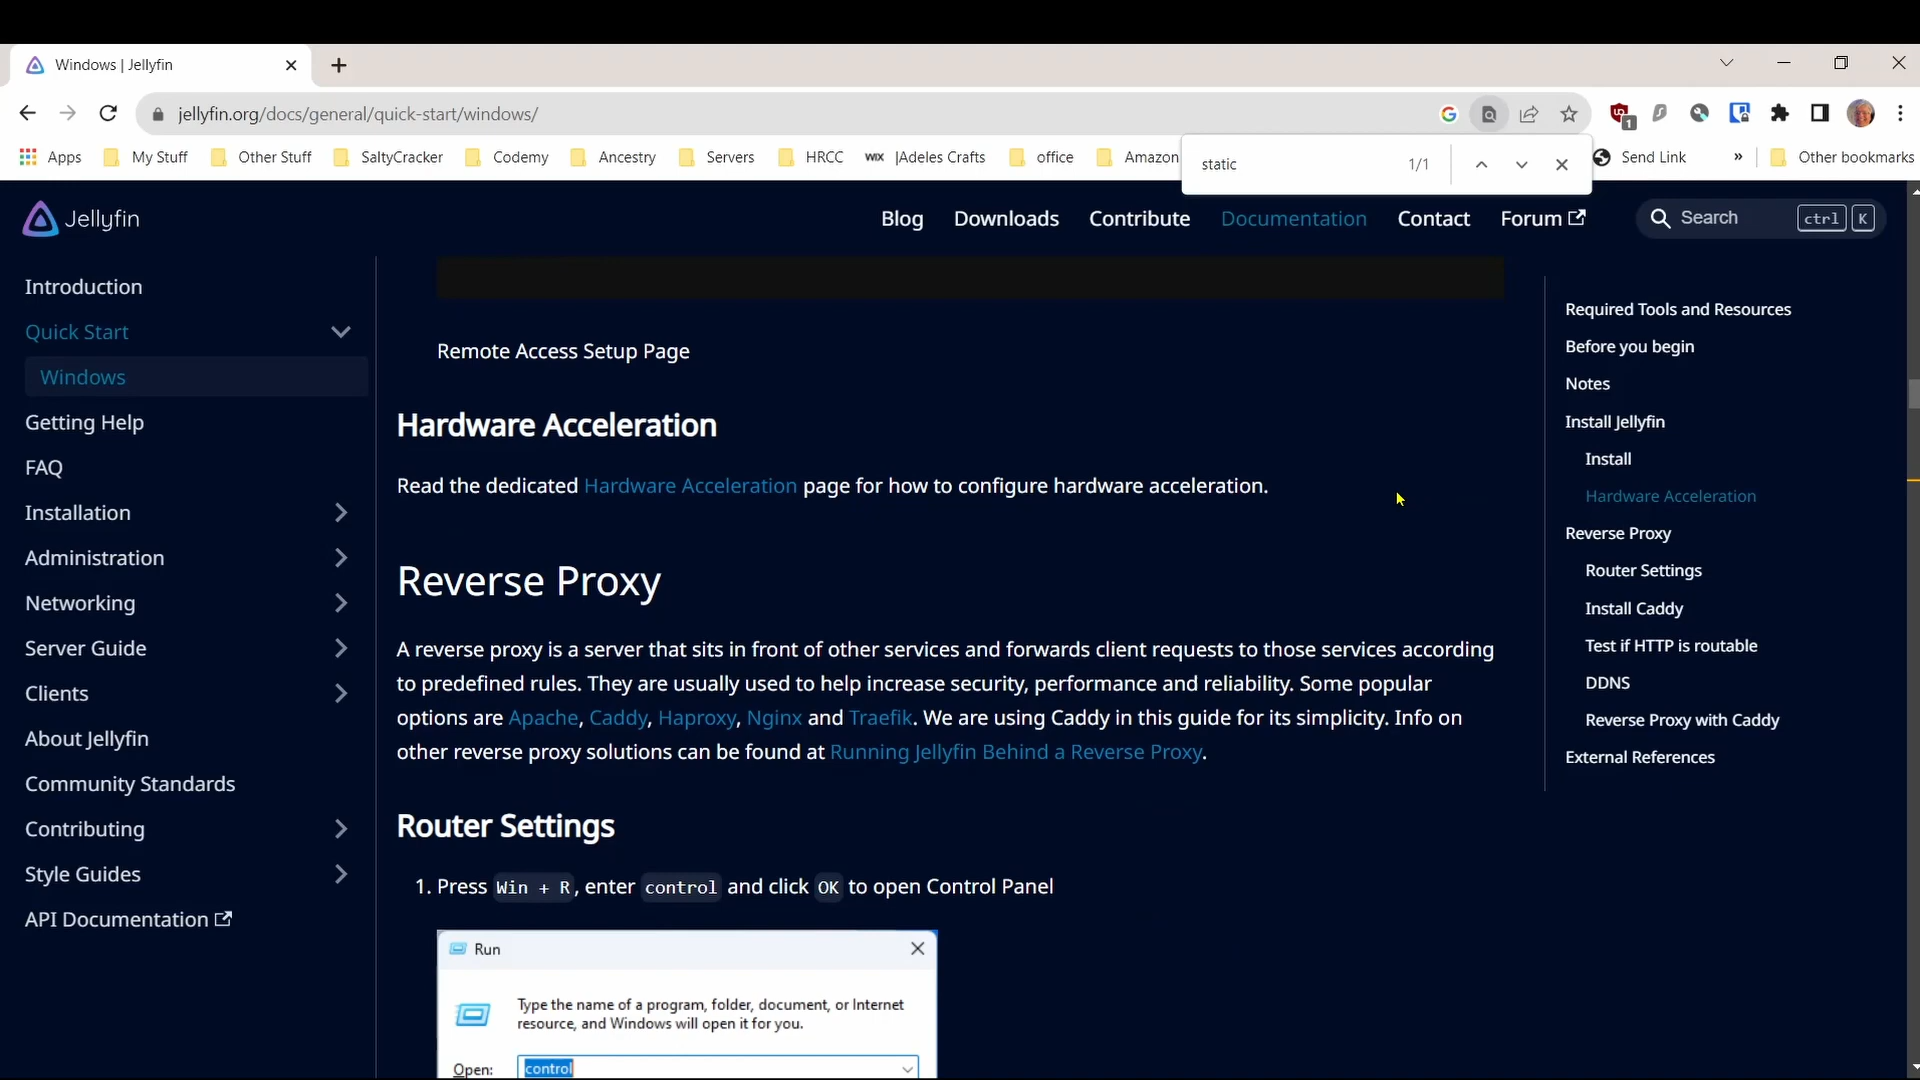 Windows | Jellyfin
jellyfin.org/docs/general/quick-start/windows/
1
Apps
My Stuff
Other Stuff
SaltyCracker
Codemy
Ancestry
Servers
HRCC
WIX |Adeles Crafts
office
Amazon
static 1/1
Send Link
»
Other bookmarks
Jellyfin
Blog
Downloads
Contribute
Documentation
Contact
Forum
Search ctrl K
Introduction
Quick Start
Windows
Getting Help
FAQ
Installation
Administration
Networking
Server Guide
Clients
About Jellyfin
Community Standards
Contributing
Style Guides
API Documentation
Remote Access Setup Page
Hardware Acceleration
Read the dedicated Hardware Acceleration page for how to configure hardware acceleration.
Reverse Proxy
A reverse proxy is a server that sits in front of other services and forwards client requests to those services according
to predefined rules. They are usually used to help increase security, performance and reliability. Some popular
options are Apache, Caddy, Haproxy, Nginx and Traefik. We are using Caddy in this guide for its simplicity. Info on
other reverse proxy solutions can be found at Running Jellyfin Behind a Reverse Proxy.
Router Settings
1. Press Win + R, enter control and click OK to open Control Panel
Run
Type the name of a program, folder, document, or Internet
resource, and Windows will open it for you.
Open: control
Required Tools and Resources
Before you begin
Notes
Install Jellyfin
Install
Hardware Acceleration
Reverse Proxy
Router Settings
Install Caddy
Test if HTTP is routable
DDNS
Reverse Proxy with Caddy
External References